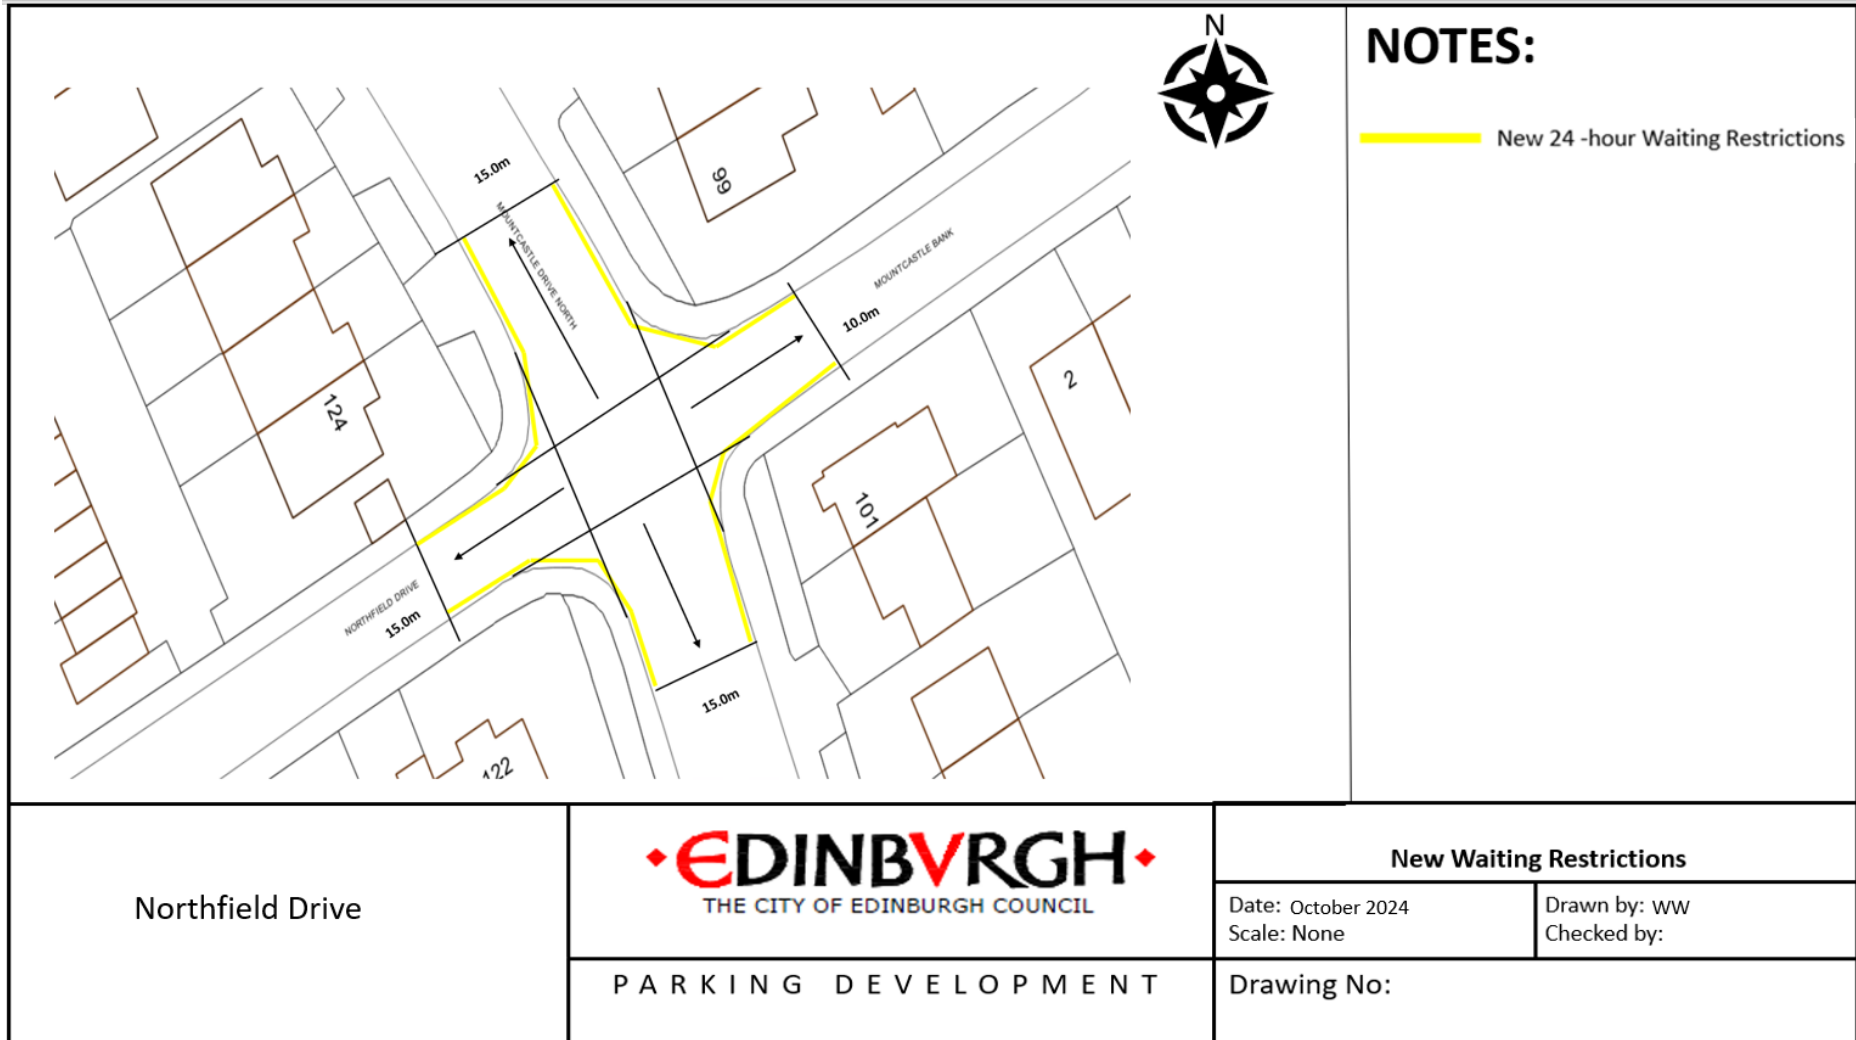 N
NOTES:
New 24 -hour Waiting Restrictions
15.0m
99
MOUNTCASTLE DRIVE NORTH
MOUNTCASTLE BANK
10.0m
2
124
101
NORTHFIELD DRIVE
15.0m
15.0m
122
Northfield Drive
EDINBVRGH
THE CITY OF EDINBURGH COUNCIL
PARKING DEVELOPMENT
New Waiting Restrictions
Date: October 2024
Scale: None
Drawn by: WW
Checked by:
Drawing No: